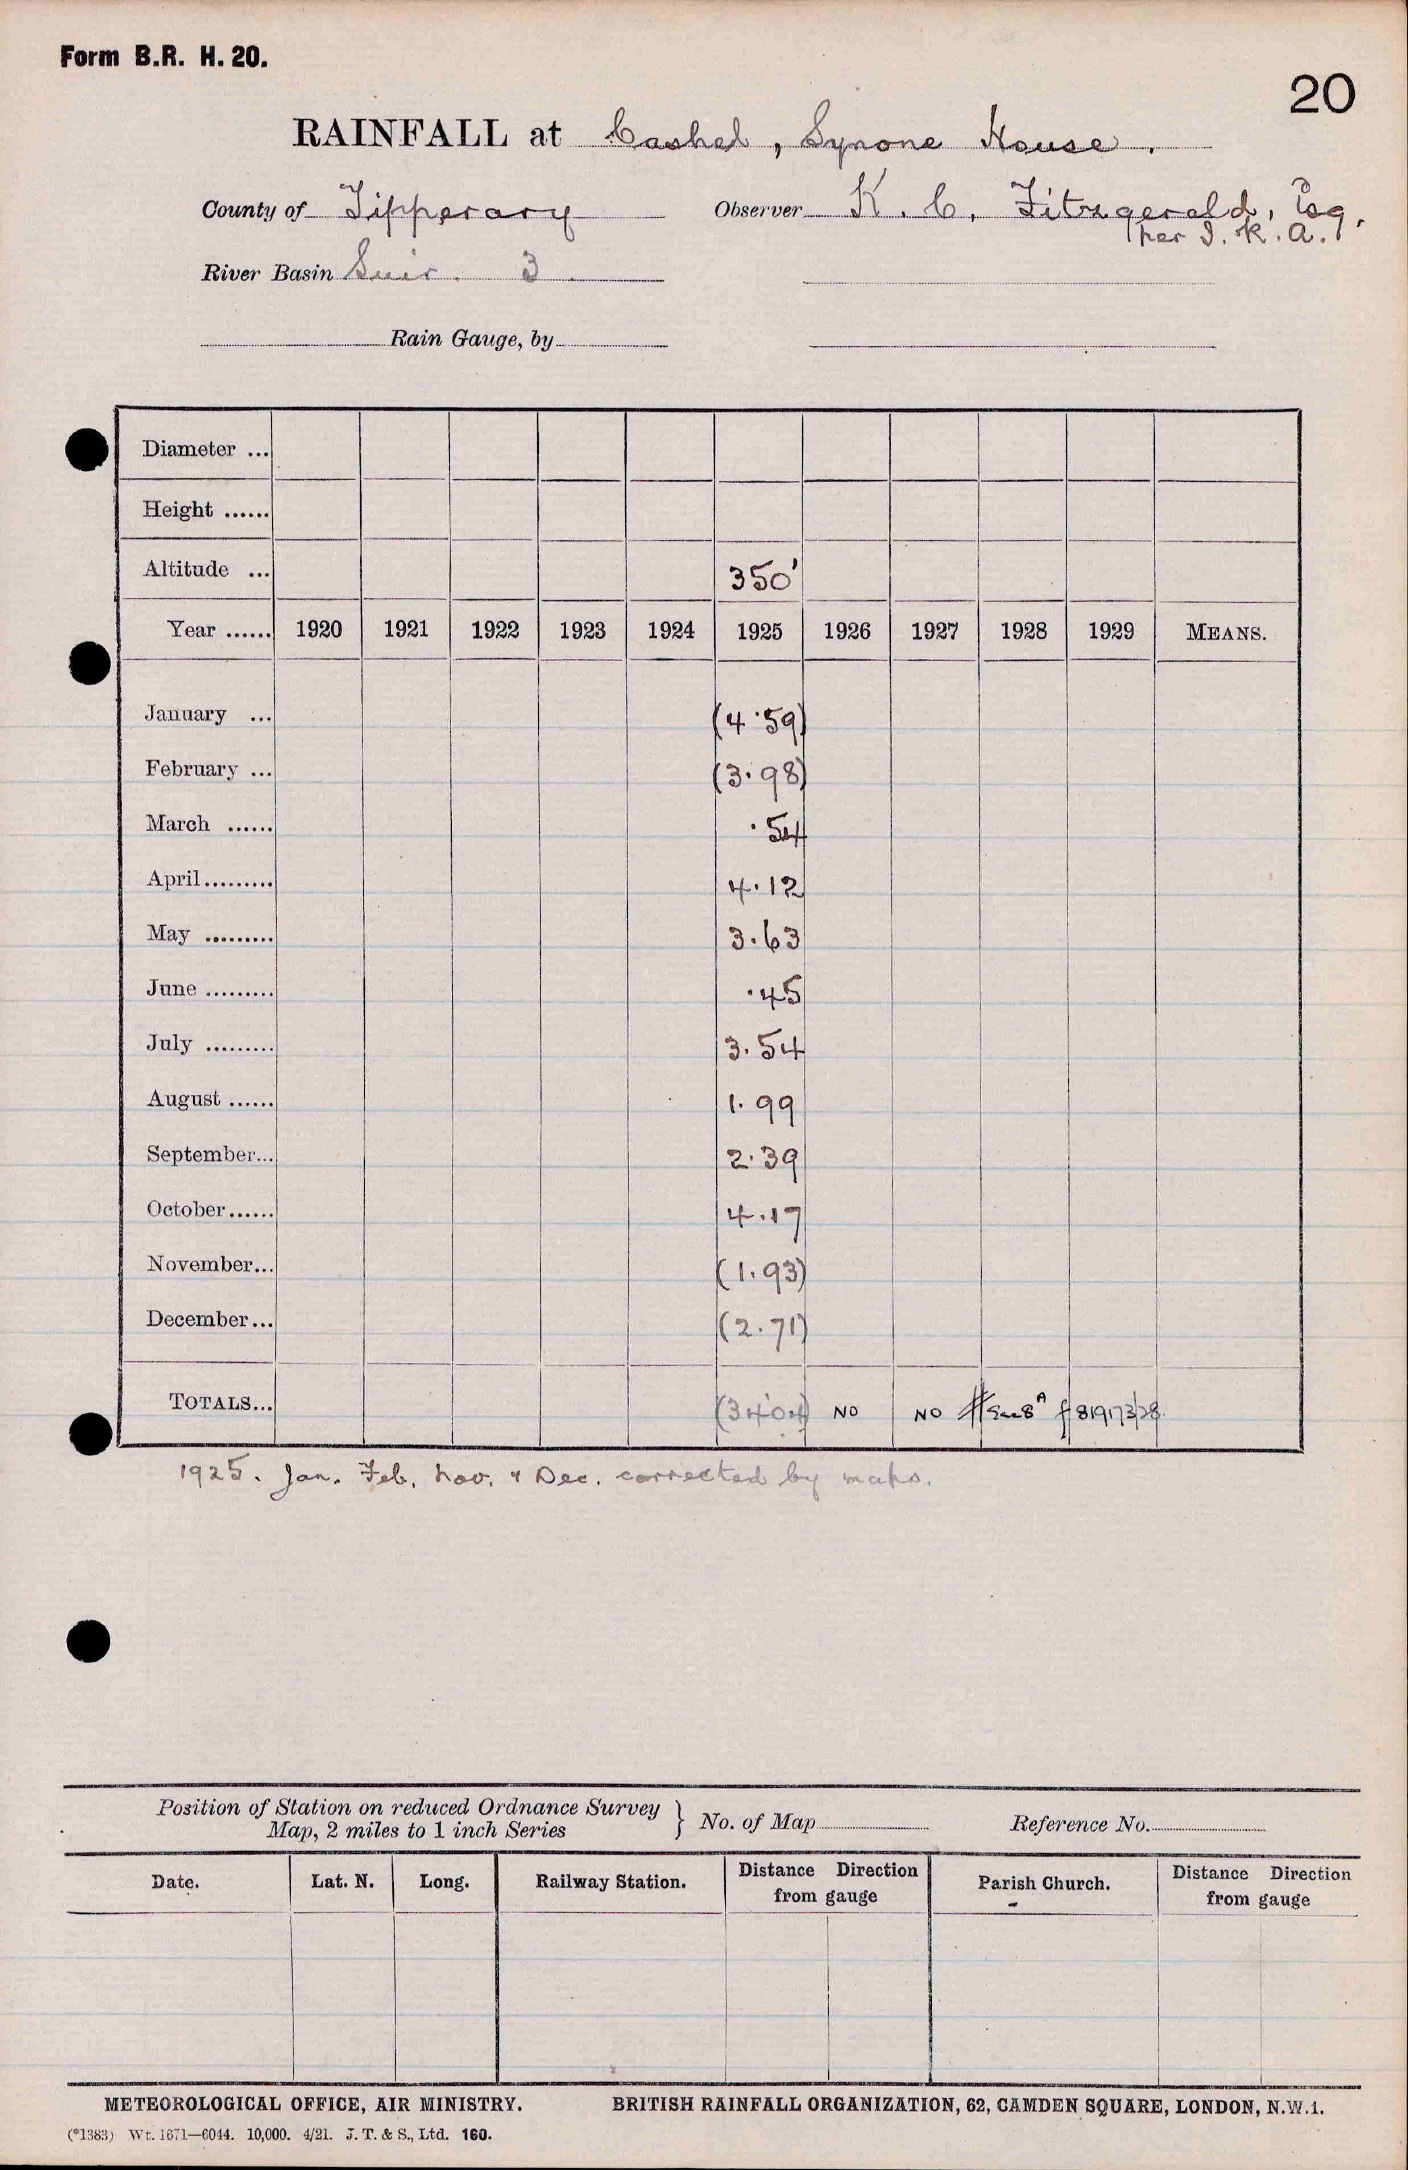 Form B.R. H. 20.
20
RAINFALL at Cashel, Synone House.
County of Tipperary Observer K. C. Fitzgerald, Esq.
per I. R. A.
River Basin Suir. 3
Rain Gauge, by
Diameter ...
Height ......
Altitude ... 350'
Year ...... 1920 1921 1922 1923 1924 1925 1926 1927 1928 1929 MEANS.
January ... (4.59)
February ... (3.98)
March ...... .54
April......... 4.12
May ......... 3.63
June ......... .45
July ......... 3.54
August ...... 1.99
September... 2.39
October...... 4.17
November... (1.93)
December... (2.71)
TOTALS... (34.04) NO NO 819173/28
1925. Jan. Feb. Nov. & Dec. corrected by maps.
Position of Station on reduced Ordnance Survey
Map, 2 miles to 1 inch Series } No. of Map Reference No.
Date. Lat. N. Long. Railway Station. Distance from gauge Direction Parish Church. Distance from gauge Direction
METEOROLOGICAL OFFICE, AIR MINISTRY. BRITISH RAINFALL ORGANIZATION, 62, CAMDEN SQUARE, LONDON, N.W.1.
(*1383) Wt. 1671—6044. 10,000. 4/21. J. T. & S., Ltd. 160.